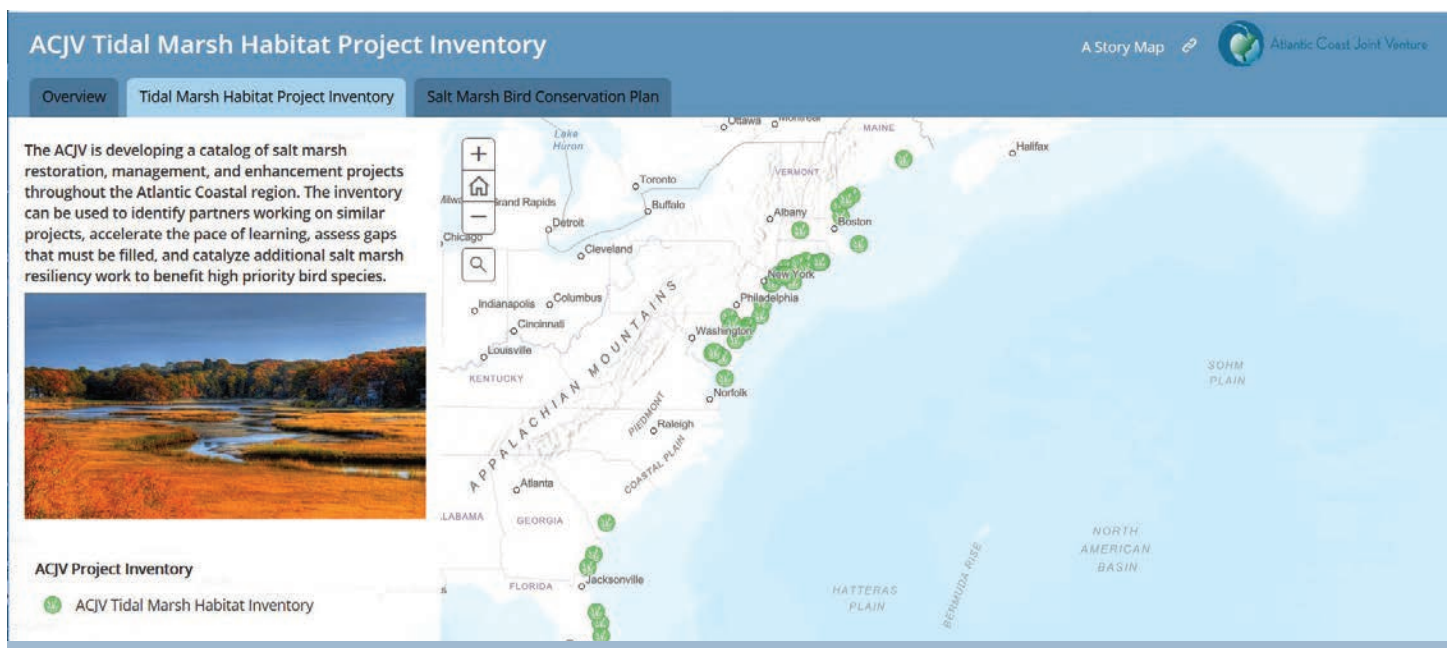 ACJV Tidal Marsh Habitat Project Inventory
A Story Map
Atlantic Coast Joint Venture
Overview
Tidal Marsh Habitat Project Inventory
Salt Marsh Bird Conservation Plan
The ACJV is developing a catalog of salt marsh
restoration, management, and enhancement projects
throughout the Atlantic Coastal region. The inventory
can be used to identify partners working on similar
projects, accelerate the pace of learning, assess gaps
that must be filled, and catalyze additional salt marsh
resiliency work to benefit high priority bird species.
ACJV Project Inventory
ACJV Tidal Marsh Habitat Inventory
+
−
Ottawa
Montreal
MAINE
Lake
Huron
Halifax
VERMONT
Toronto
Grand Rapids
Buffalo
Albany
Boston
Detroit
Chicago
Cleveland
New York
Philadelphia
Indianapolis
Columbus
Cincinnati
Washington
Louisville
KENTUCKY
APPALACHIAN MOUNTAINS
Norfolk
PIEDMONT
Raleigh
COASTAL PLAIN
Atlanta
LABAMA
GEORGIA
FLORIDA
Jacksonville
SOHM
PLAIN
NORTH
AMERICAN
BASIN
BERMUDA RISE
HATTERAS
PLAIN